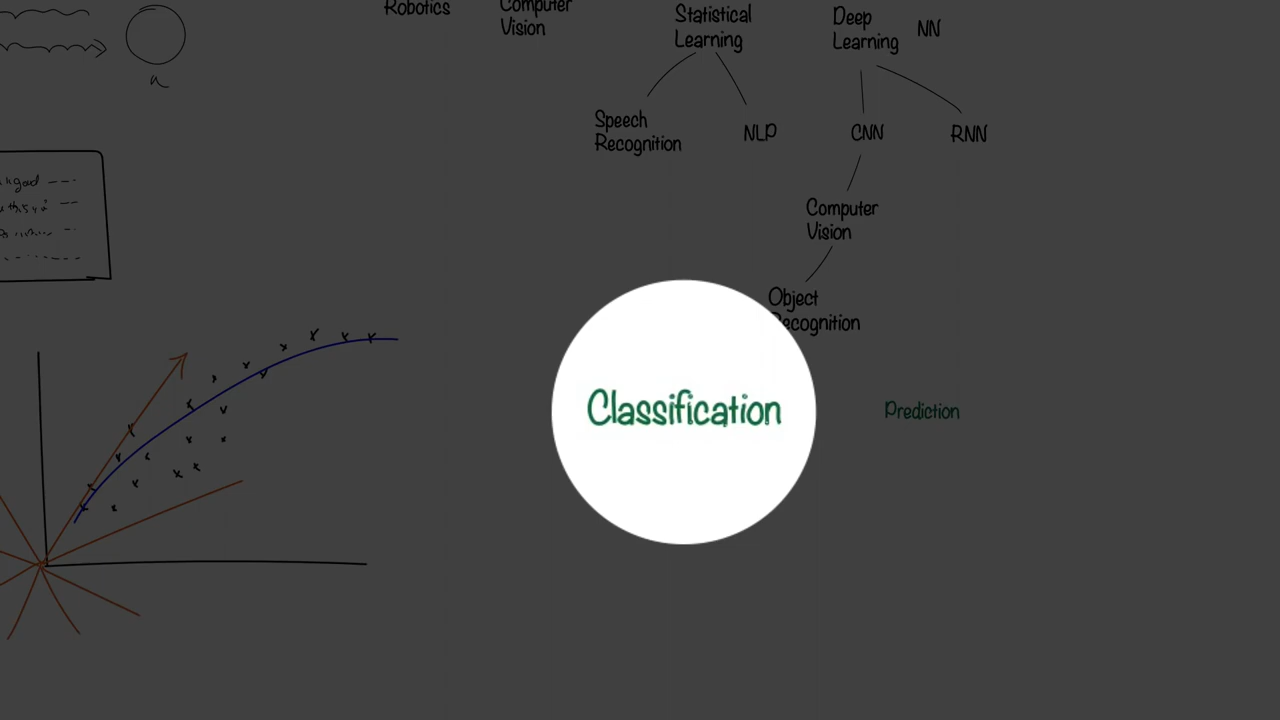 Robotics
Computer
Vision
Statistical
Learning
Deep
Learning
NN
Speech
Recognition
NLP
CNN
RNN
Computer
Vision
Object
Recognition
Classification
Prediction